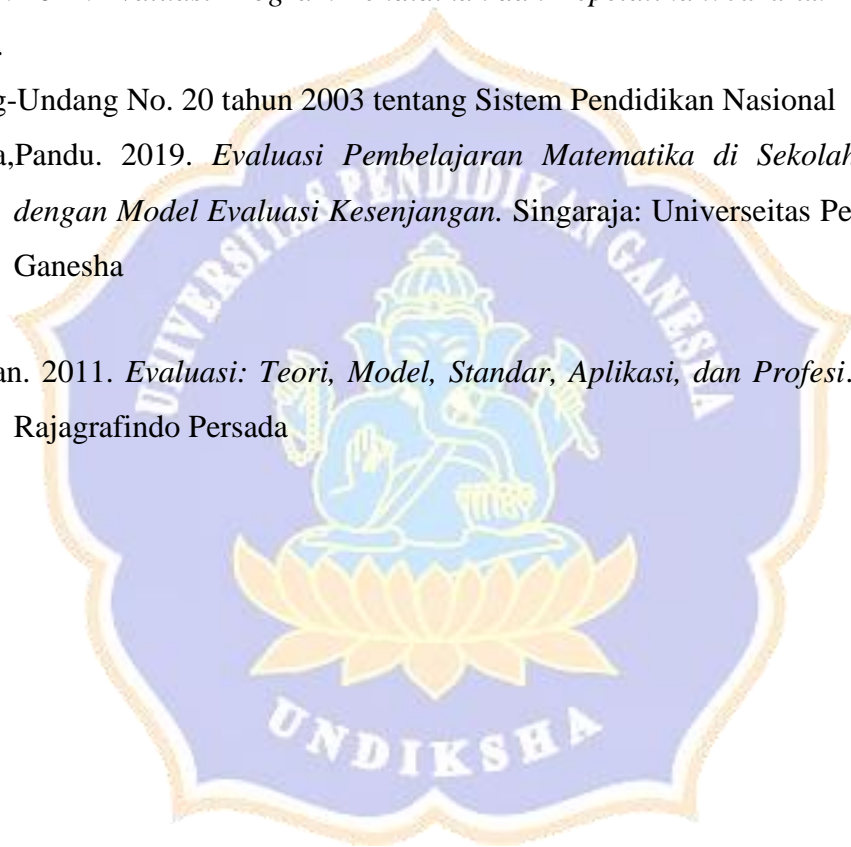 g-Undang No. 20 tahun 2003 tentang Sistem Pendidikan Nasional
a,Pandu. 2019. Evaluasi Pembelajaran Matematika di Sekolah
dengan Model Evaluasi Kesenjangan. Singaraja: Universeitas Pe
Ganesha
an. 2011. Evaluasi: Teori, Model, Standar, Aplikasi, dan Profesi.
Rajagrafindo Persada
UNIVERSITAS PENDIDIKAN GANESHA
UNDIKSHA